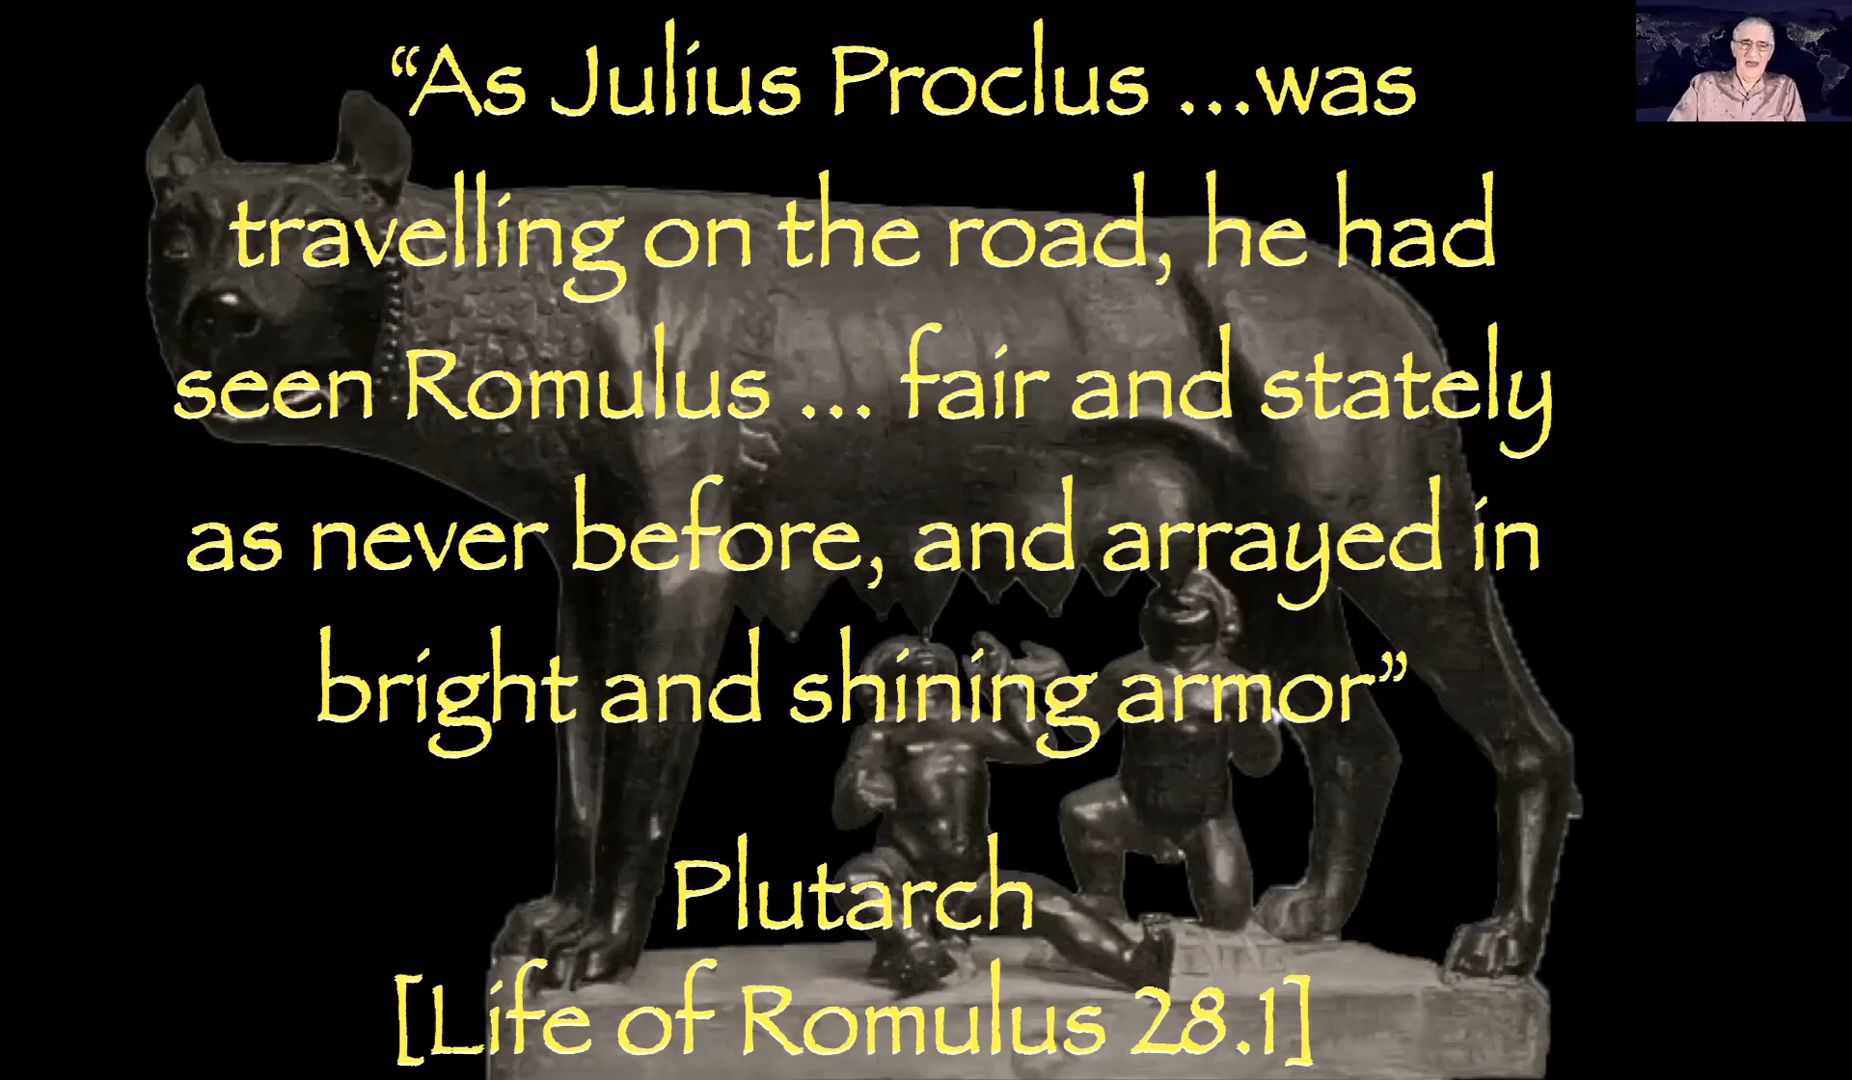 “As Julius Proclus ...was
travelling on the road, he had
seen Romulus ... fair and stately
as never before, and arrayed in
bright and shining armor”
Plutarch
[Life of Romulus 28.1]